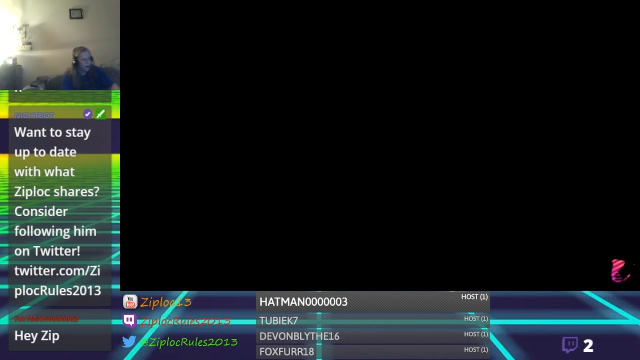 Want to stay
up to date
with what
Ziploc shares?
Consider
following him
on Twitter!
twitter.com/Zi
plocRules2013
Hey Zip
Ziploc13
ZiplocRules2013
@ZiplocRules2013
HATMAN0000003 HOST (1)
TUBIEK7 HOST (1)
DEVONBLYTHE16 HOST (1)
FOXFURR18 HOST (1)
2